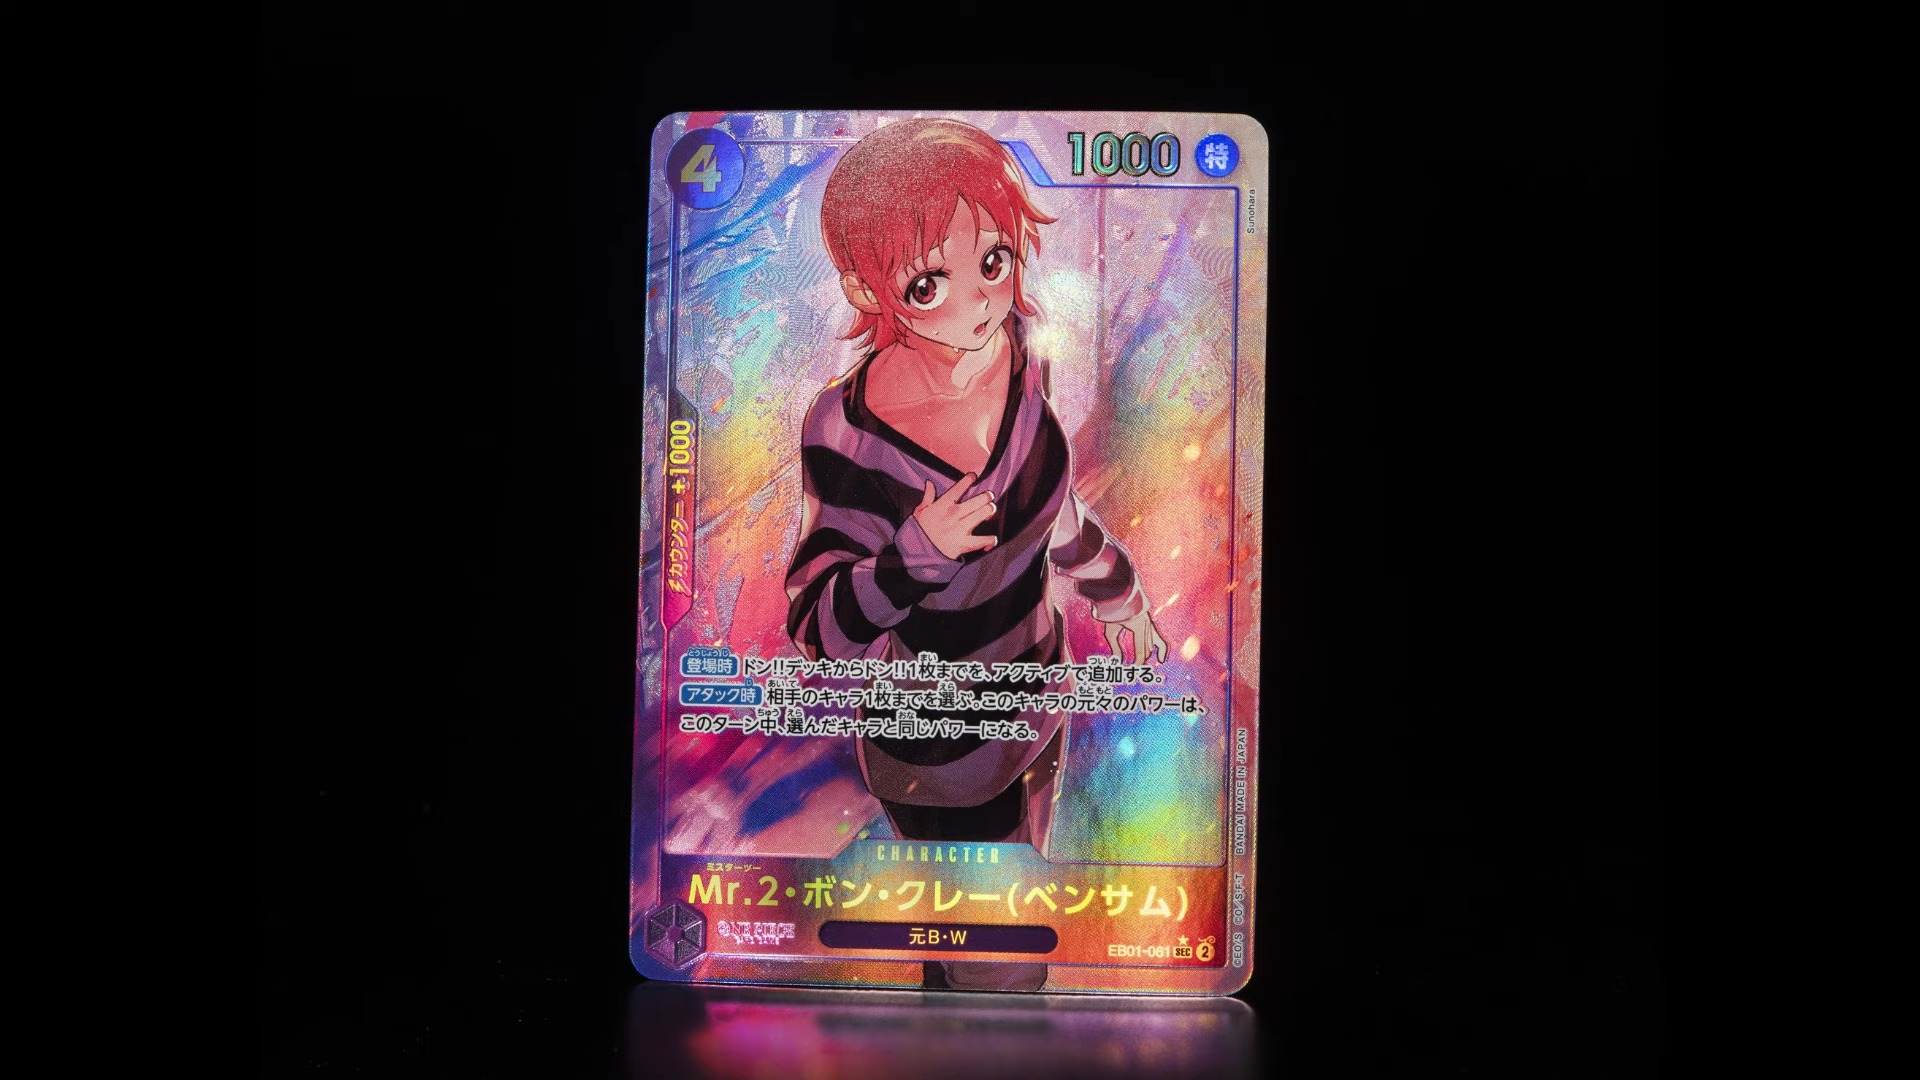 4
1000
特
Sunohara
カウンター +1000
とうじょうじ
登場時 ドン!!デッキからドン!!1枚までを、アクティブで追加する。
アタック時 相手のキャラ1枚までを選ぶ。このキャラの元々のパワーは、
このターン中、選んだキャラと同じパワーになる。
BANDAI MADE IN JAPAN
CHARACTER
ミスターツー
Mr.2・ボン・クレー(ベンサム)
ONE PIECE
CARD GAME
元B・W
EB01-061 SEC 2
©E.O/S. ©O/S・F・T